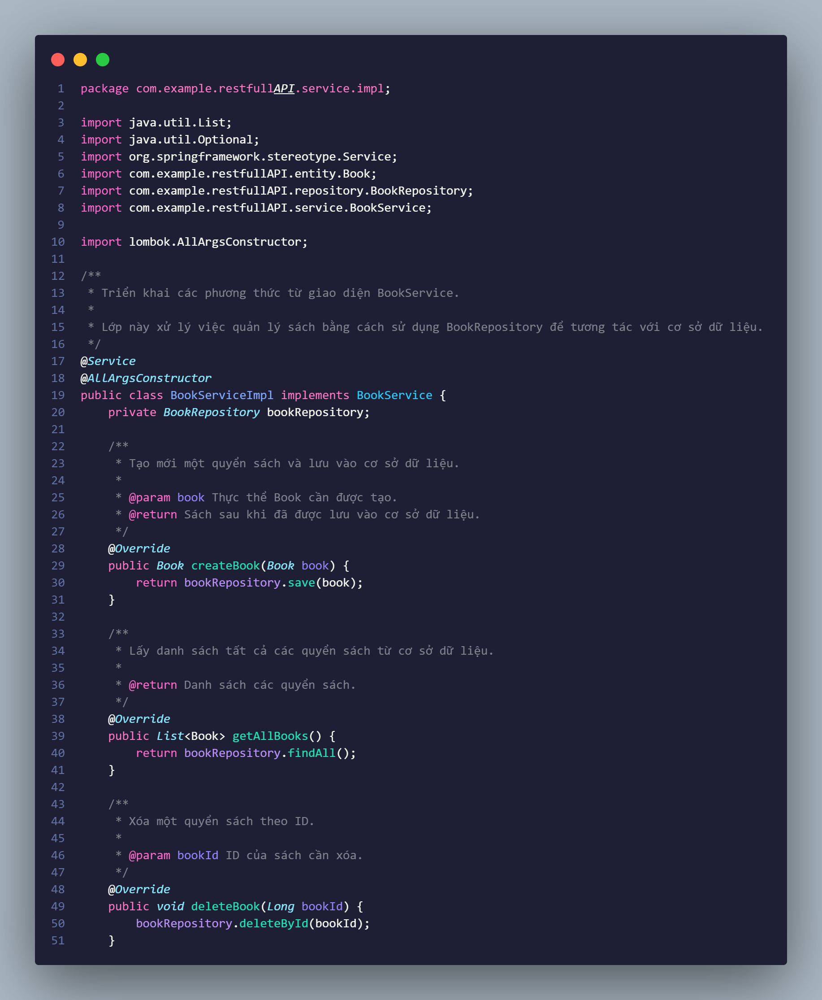 1 package com.example.restfullAPI.service.impl;
2
3 import java.util.List;
4 import java.util.Optional;
5 import org.springframework.stereotype.Service;
6 import com.example.restfullAPI.entity.Book;
7 import com.example.restfullAPI.repository.BookRepository;
8 import com.example.restfullAPI.service.BookService;
9
10 import lombok.AllArgsConstructor;
11
12 /**
13  * Triển khai các phương thức từ giao diện BookService.
14  *
15  * Lớp này xử lý việc quản lý sách bằng cách sử dụng BookRepository để tương tác với cơ sở dữ liệu.
16  */
17 @Service
18 @AllArgsConstructor
19 public class BookServiceImpl implements BookService {
20     private BookRepository bookRepository;
21
22     /**
23      * Tạo mới một quyển sách và lưu vào cơ sở dữ liệu.
24      *
25      * @param book Thực thể Book cần được tạo.
26      * @return Sách sau khi đã được lưu vào cơ sở dữ liệu.
27      */
28     @Override
29     public Book createBook(Book book) {
30         return bookRepository.save(book);
31     }
32
33     /**
34      * Lấy danh sách tất cả các quyển sách từ cơ sở dữ liệu.
35      *
36      * @return Danh sách các quyển sách.
37      */
38     @Override
39     public List<Book> getAllBooks() {
40         return bookRepository.findAll();
41     }
42
43     /**
44      * Xóa một quyển sách theo ID.
45      *
46      * @param bookId ID của sách cần xóa.
47      */
48     @Override
49     public void deleteBook(Long bookId) {
50         bookRepository.deleteById(bookId);
51     }